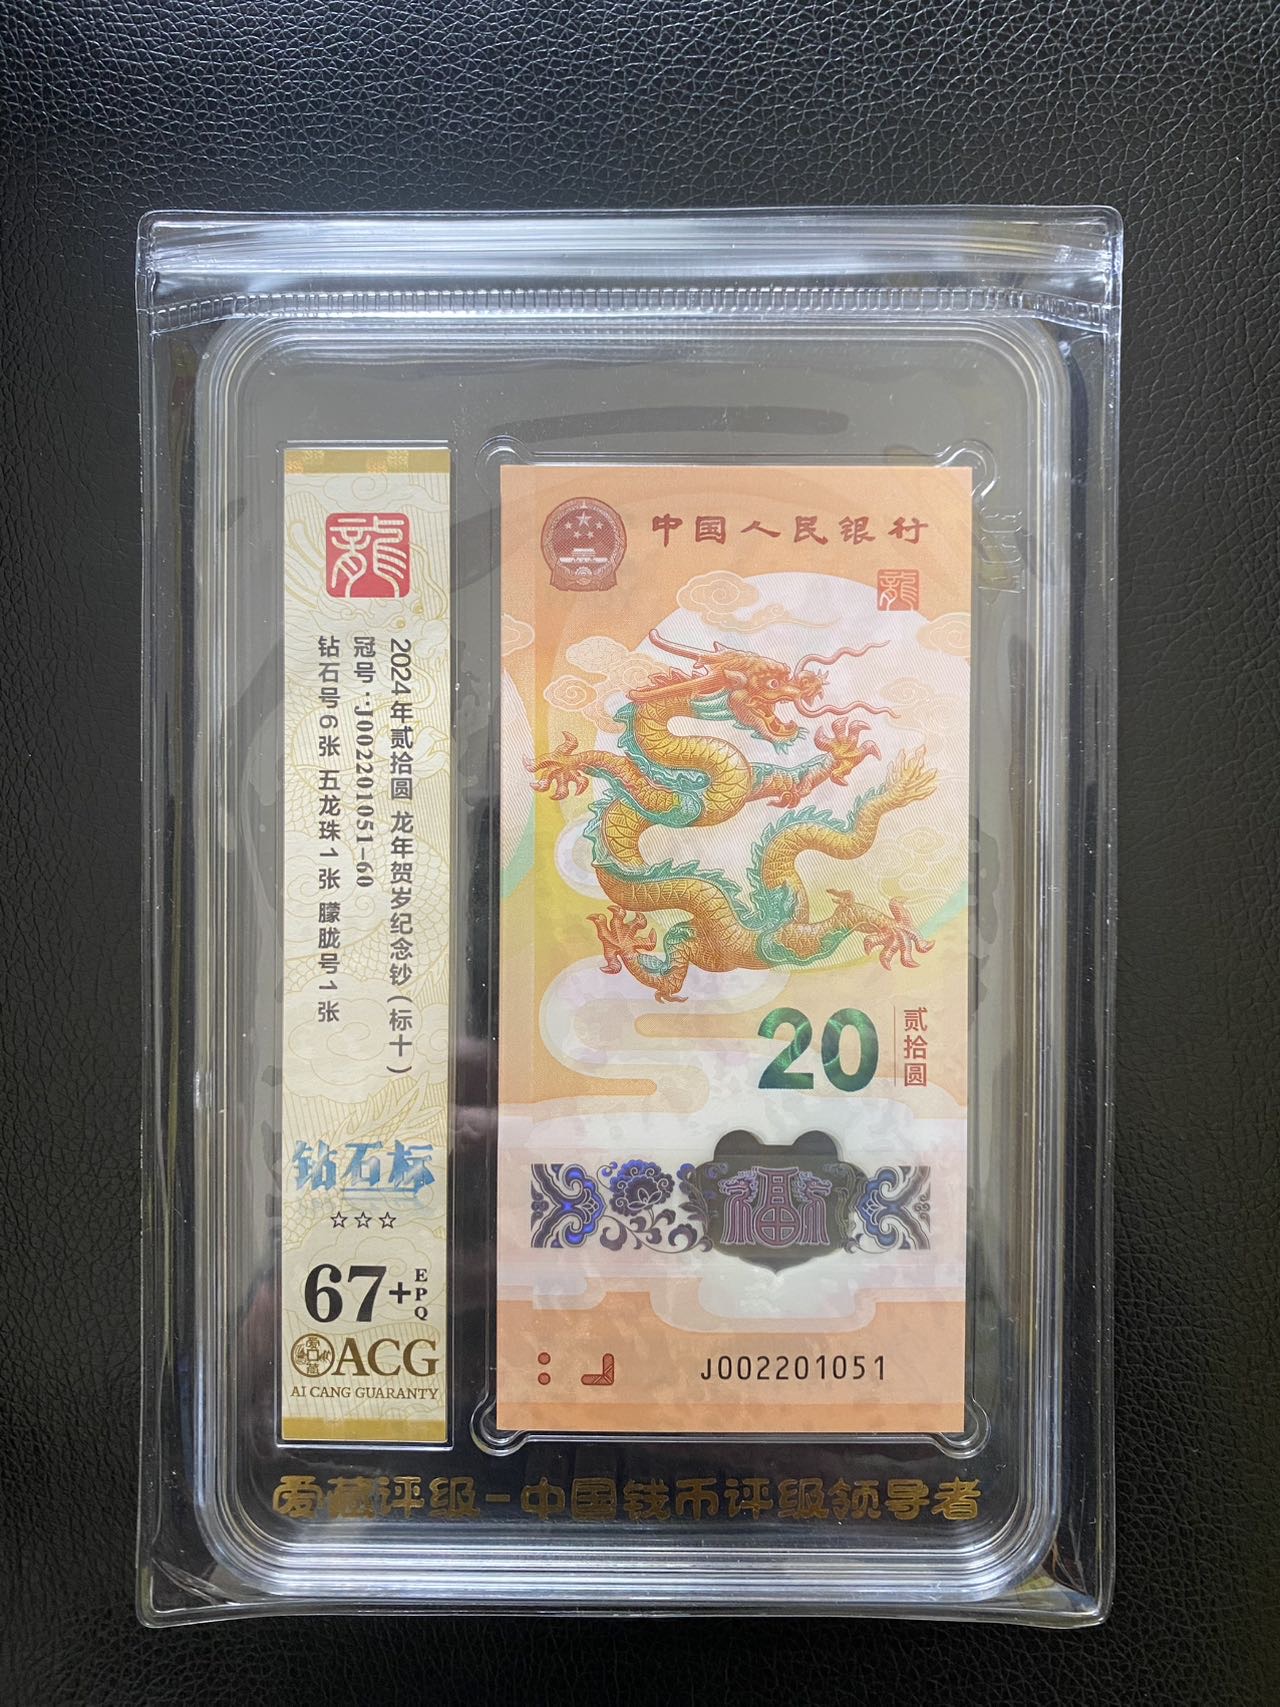 龍
2024年贰拾圆 龙年贺岁纪念钞(标十)
冠号:J002201051-60
钻石号6张 五龙珠1张 朦胧号1张
钻石标
☆☆☆
67+EPQ
ACG
AI CANG GUARANTY
中国人民银行
龍
20
贰拾圆
福
J002201051
爱藏评级-中国钱币评级领导者